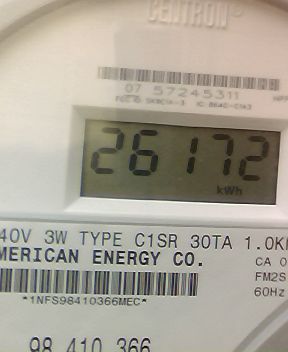 CENTRON®
07 57245311
26172
kWh
40V 3W TYPE C1SR 30TA 1.0K
MERICAN ENERGY CO.
CA 0
FM2S
60Hz
*1NFS98410366MEC*
98 410 366